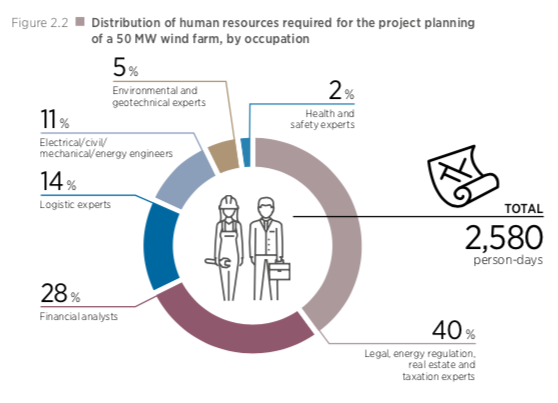 Figure 2.2 Distribution of human resources required for the project planning
of a 50 MW wind farm, by occupation
5 %
Environmental and
geotechnical experts
2 %
Health and
safety experts
11 %
Electrical/civil/
mechanical/energy engineers
14 %
Logistic experts
TOTAL
2,580
person-days
28 %
Financial analysts
40 %
Legal, energy regulation,
real estate and
taxation experts